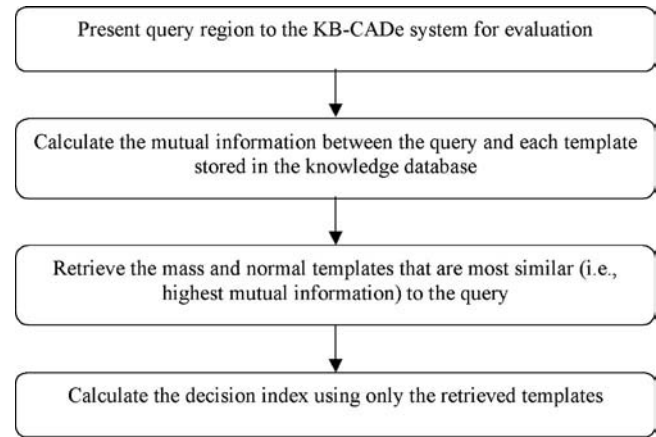 Present query region to the KB-CADe system for evaluation
Calculate the mutual information between the query and each template
stored in the knowledge database
Retrieve the mass and normal templates that are most similar (i.e.,
highest mutual information) to the query
Calculate the decision index using only the retrieved templates